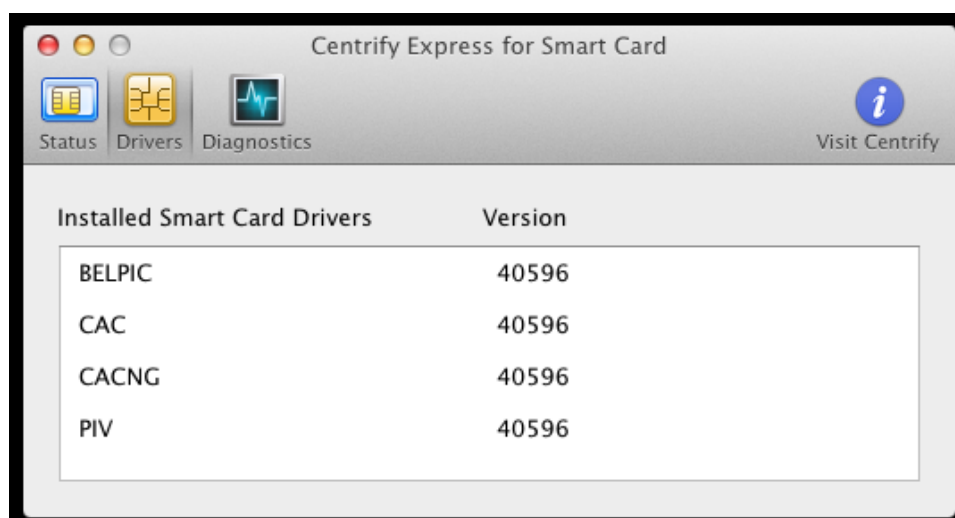 Centrify Express for Smart Card
Status Drivers Diagnostics Visit Centrify
Installed Smart Card Drivers Version
BELPIC 40596
CAC 40596
CACNG 40596
PIV 40596